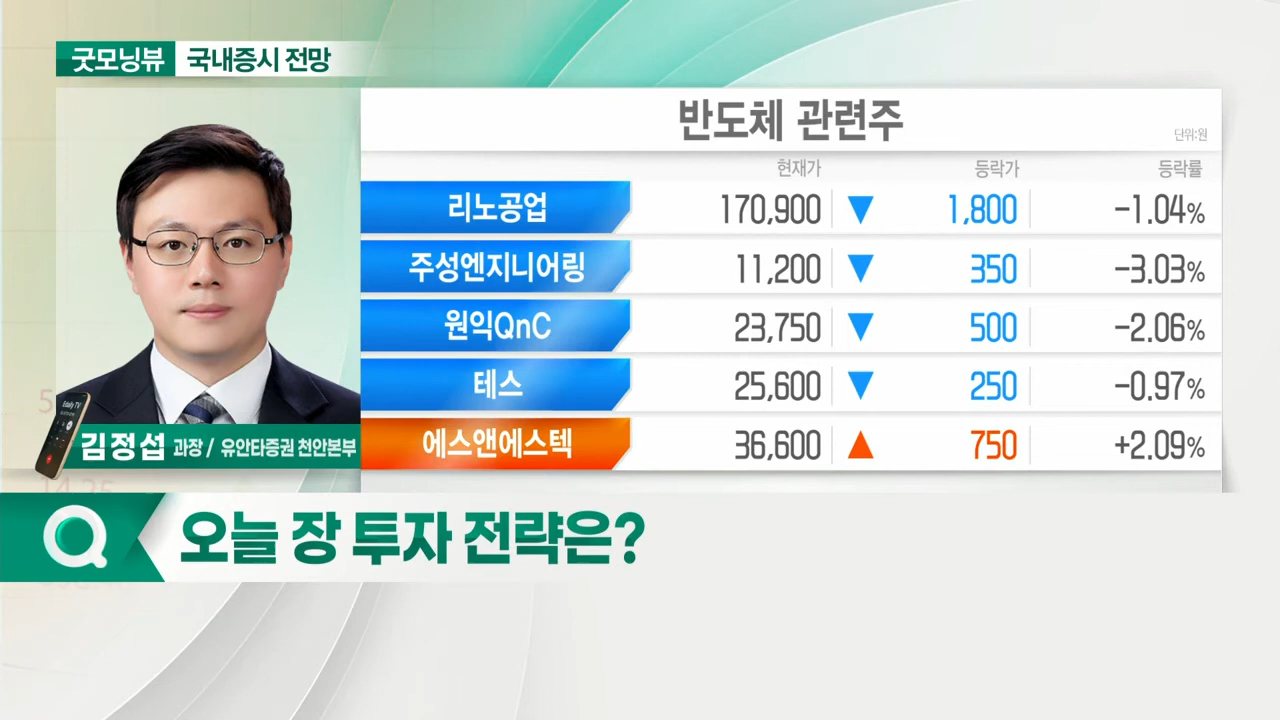 굿모닝뷰 국내증시 전망
반도체 관련주
단위:원
현재가 등락가 등락률
리노공업 170,900 ▼ 1,800 -1.04%
주성엔지니어링 11,200 ▼ 350 -3.03%
원익QnC 23,750 ▼ 500 -2.06%
테스 25,600 ▼ 250 -0.97%
에스앤에스텍 36,600 ▲ 750 +2.09%
Edaily TV
김정섭 과장 / 유안타증권 천안본부
Q 오늘 장 투자 전략은?